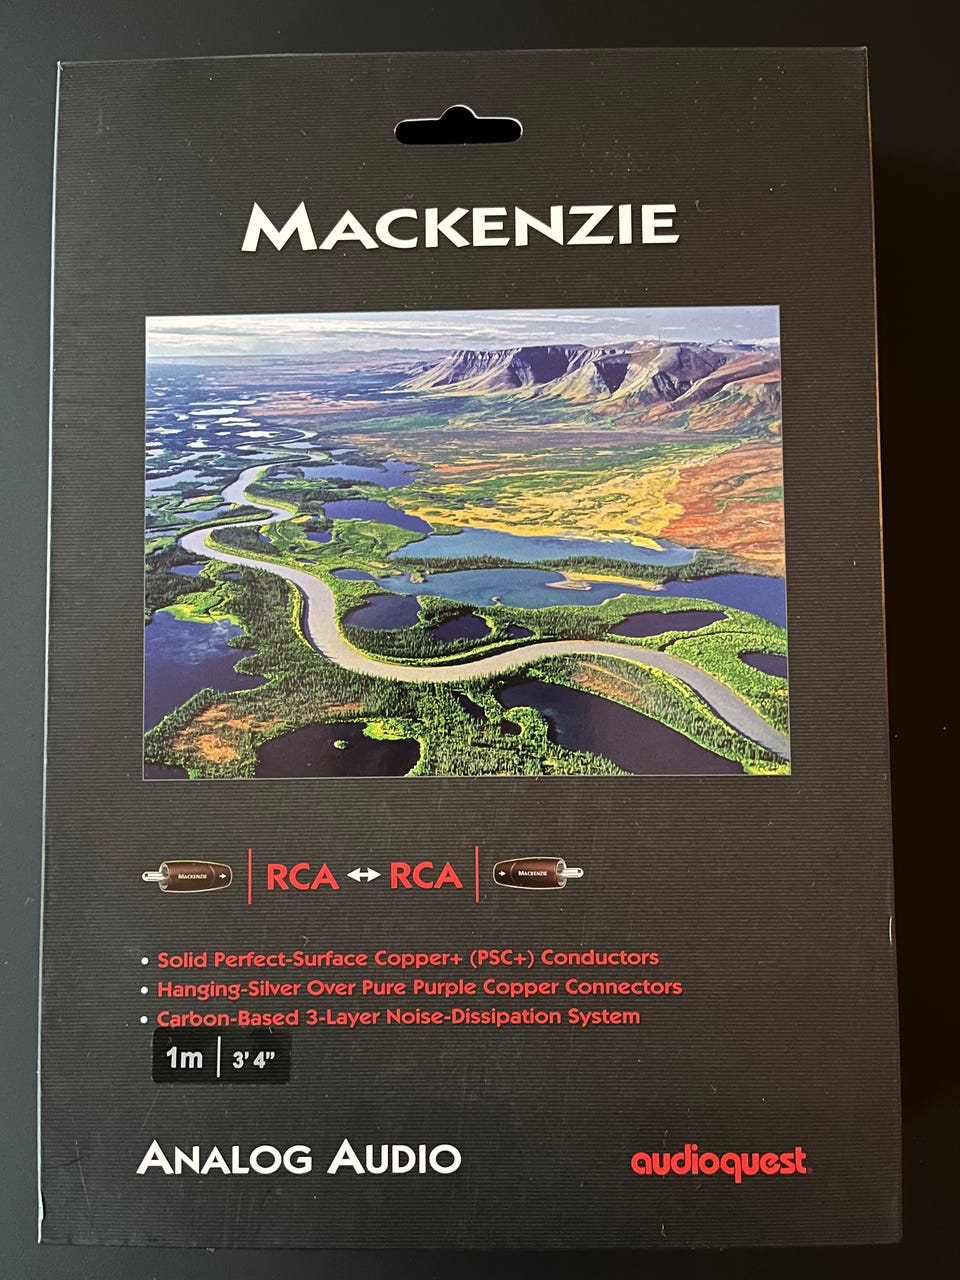 MACKENZIE
MACKENZIE → RCA ↔ RCA → MACKENZIE
• Solid Perfect-Surface Copper+ (PSC+) Conductors
• Hanging-Silver Over Pure Purple Copper Connectors
• Carbon-Based 3-Layer Noise-Dissipation System
1m | 3' 4"
ANALOG AUDIO
audioquest